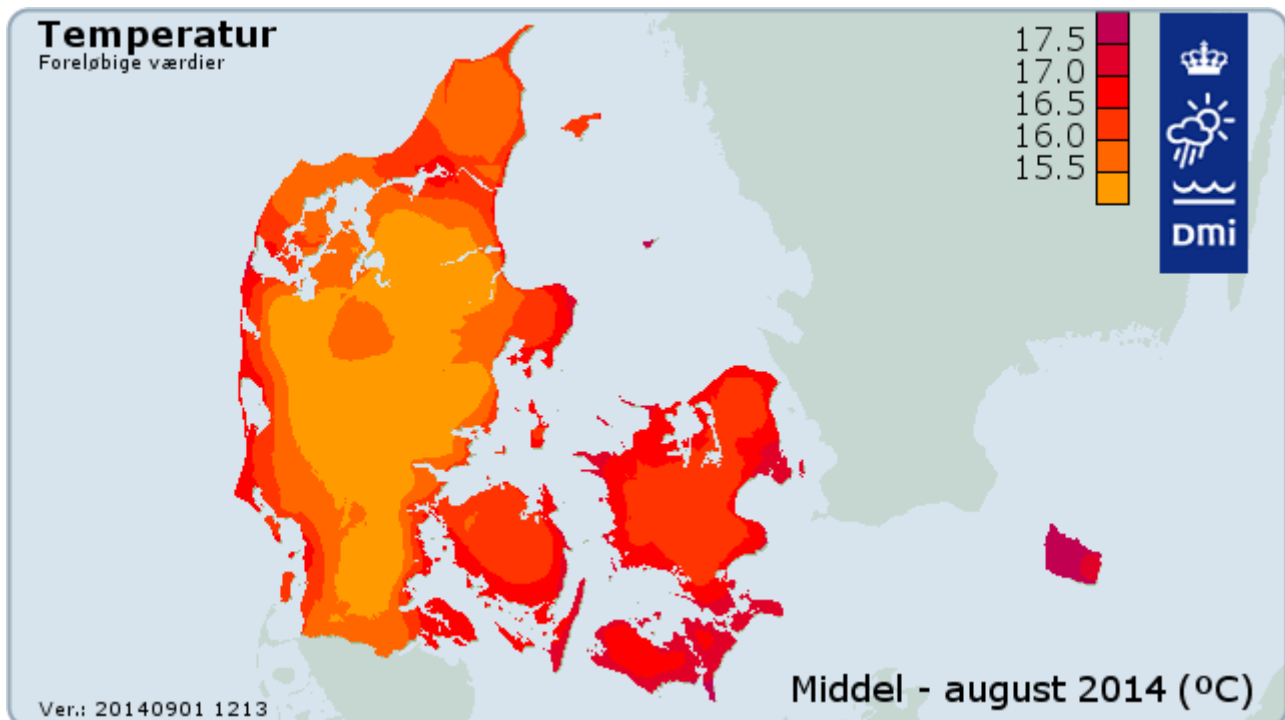 Temperatur
Foreløbige værdier
17.5
17.0
16.5
16.0
15.5
DMi
Middel - august 2014 (ºC)
Ver.: 20140901 1213